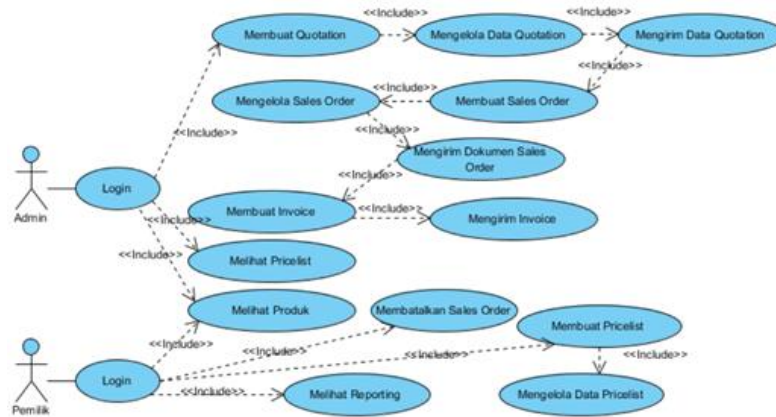 <<Include>>
<<Include>>
Membuat Quotation
Mengelola Data Quotation
Mengirim Data Quotation
<<Include>>
Mengelola Sales Order
<<Include>>
Membuat Sales Order
<<Include>>
<<Include>>
Mengirim Dokumen Sales
Order
<<Include>>
Login
Admin
Membuat Invoice
<<Include>>
Mengirim Invoice
<<Include>>
<<Include>>
Melihat Pricelist
Melihat Produk
Membatalkan Sales Order
Membuat Pricelist
<<Include>>
<<Include>>
<<Include>>
<<Include>>
Login
Pemilik
<<Include>>
Melihat Reporting
Mengelola Data Pricelist